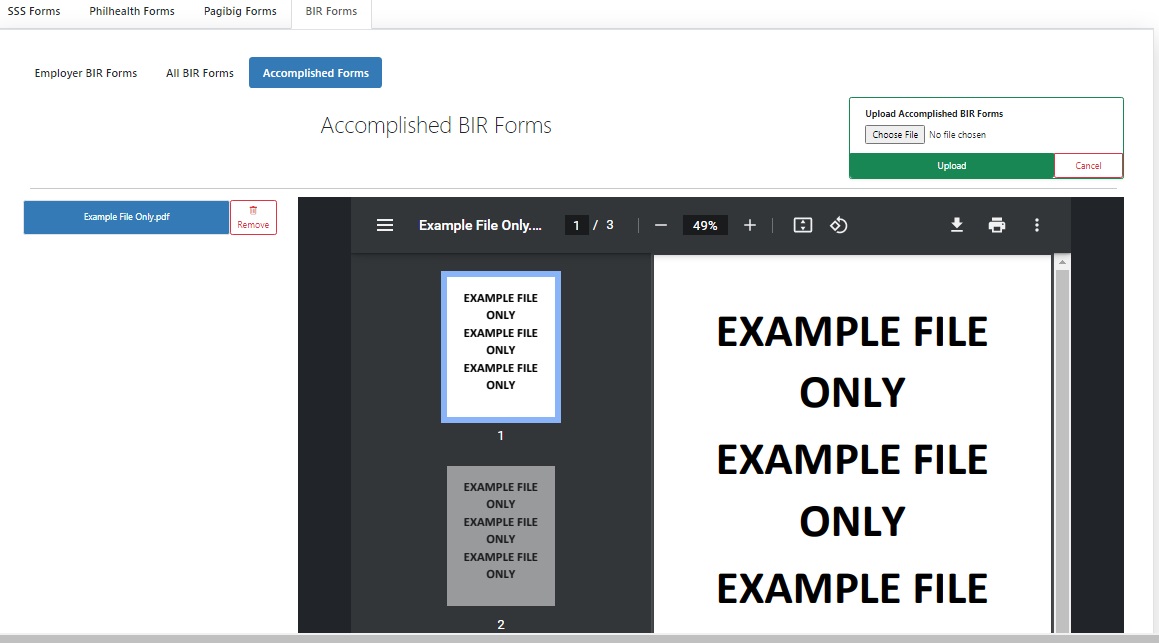 SSS Forms Philhealth Forms Pagibig Forms BIR Forms
Employer BIR Forms All BIR Forms Accomplished Forms
Accomplished BIR Forms
Upload Accomplished BIR Forms
Choose File No file chosen
Upload Cancel
Example File Only.pdf
Remove
Example File Only.... 1 / 3 49%
EXAMPLE FILE
ONLY
EXAMPLE FILE
ONLY
EXAMPLE FILE
ONLY
1
EXAMPLE FILE
ONLY
EXAMPLE FILE
ONLY
EXAMPLE FILE
ONLY
2
EXAMPLE FILE
ONLY
EXAMPLE FILE
ONLY
EXAMPLE FILE